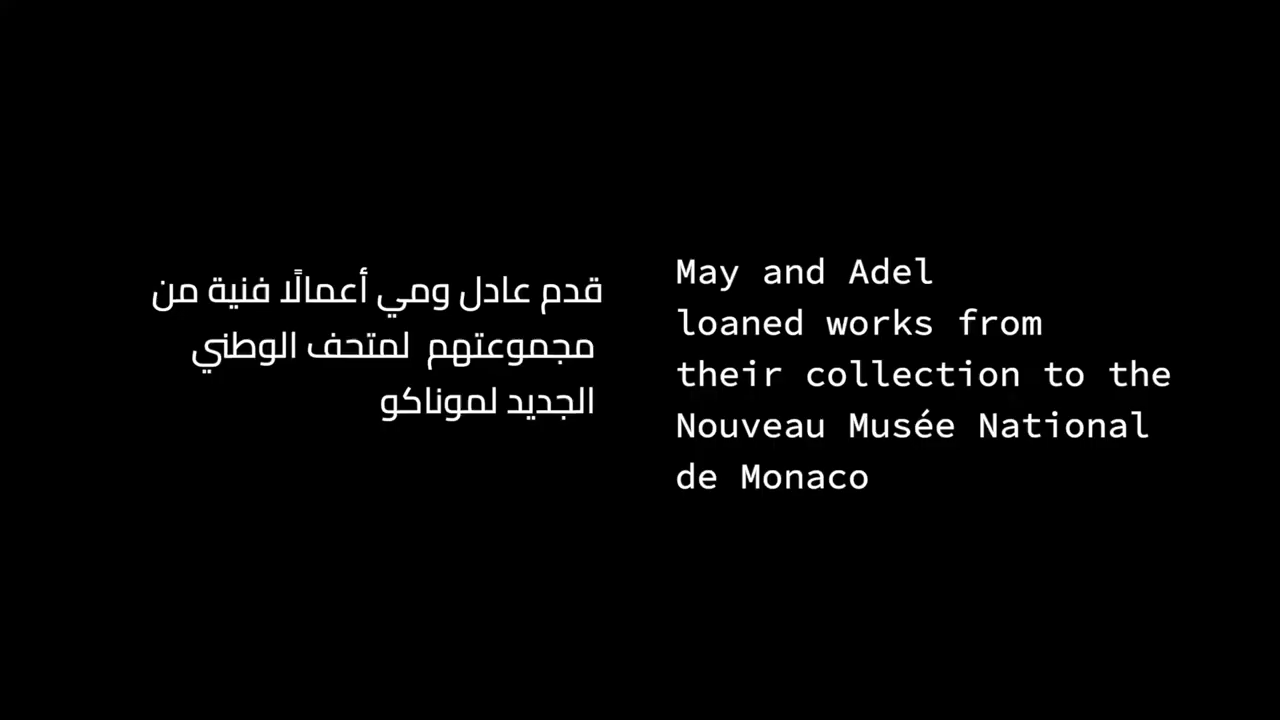 قدم عادل ومي أعمالًا فنية من
مجموعتهم لمتحف الوطني
الجديد لموناكو
May and Adel
loaned works from
their collection to the
Nouveau Musée National
de Monaco